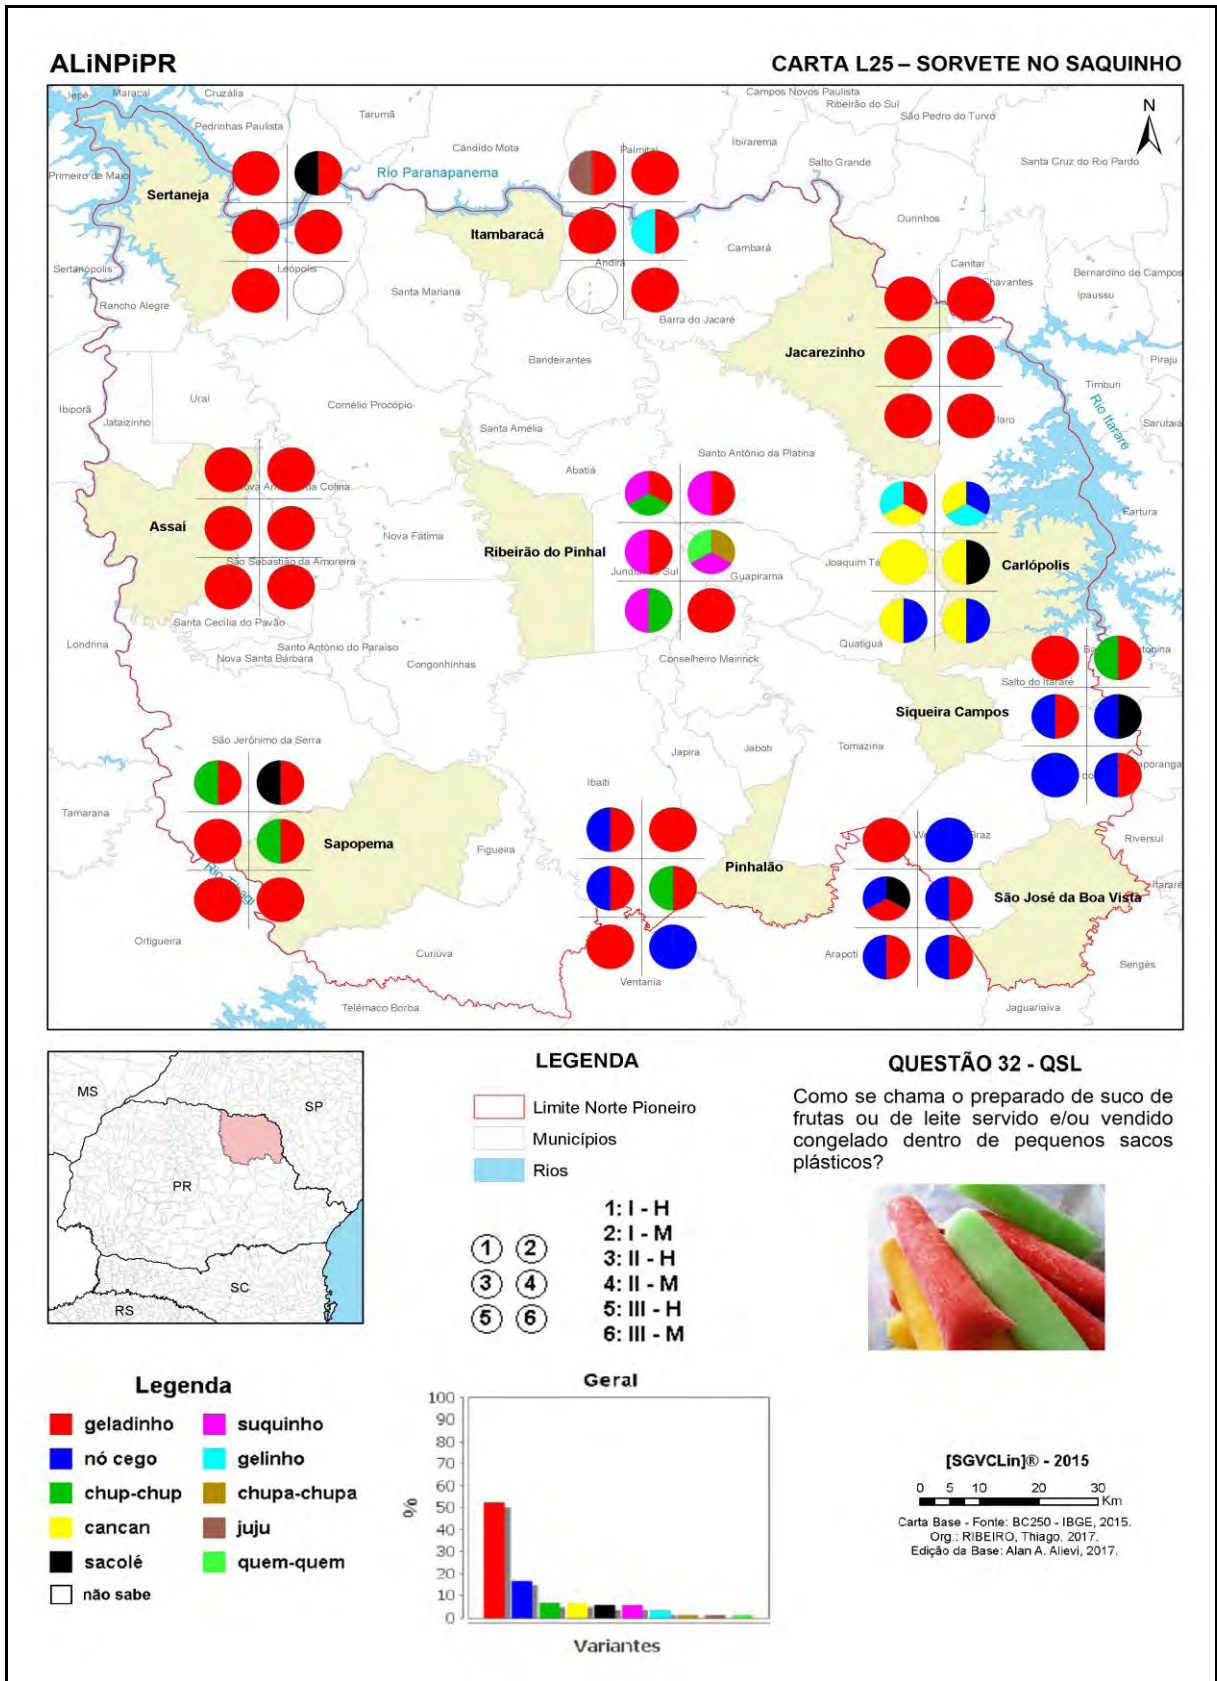 ALiNPiPR
CARTA L25 – SORVETE NO SAQUINHO
Iepê
Maracaí
Cruzália
Pedrinhas Paulista
Tarumã
Cândido Mota
Palmital
Ibirarema
Campos Novos Paulista
Ribeirão do Sul
São Pedro do Turvo
Salto Grande
Santa Cruz do Rio Pardo
N
Primeiro de Maio
Sertaneja
Rio Paranapanema
Itambaracá
Ourinhos
Cambará
Andirá
Canitar
Chavantes
Bernardino de Campos
Ipaussu
Sertanópolis
Leópolis
Santa Mariana
Rancho Alegre
Barra do Jacaré
Jacarezinho
Bandeirantes
Piraju
Timburi
Rio Itararé
Sarutaiá
Claro
Uraí
Ibiporã
Jataizinho
Cornélio Procópio
Santa Amélia
Abatiá
Santo Antônio da Platina
da Colina
Fartura
Assaí
Nova Fátima
Ribeirão do Pinhal
Guapirama
Carlópolis
São Sebastião da Amoreira
Santa Cecília do Pavão
Londrina
Nova Santa Bárbara
Santo Antônio do Paraíso
Congonhinhas
Conselheiro Mairinck
Quatiguá
Salto do Itararé
Siqueira Campos
São Jerônimo da Serra
Japira
Jaboti
Tomazina
Ibaiti
Tamarana
Sapopema
Figueira
Pinhalão
Riversul
Itararé
São José da Boa Vista
Ortigueira
Curiúva
Ventania
Arapoti
Sengés
Telêmaco Borba
Jaguariaíva
MS
SP
PR
SC
RS
LEGENDA
Limite Norte Pioneiro
Municípios
Rios
1 2
3 4
5 6
1: I - H
2: I - M
3: II - H
4: II - M
5: III - H
6: III - M
QUESTÃO 32 - QSL
Como se chama o preparado de suco de
frutas ou de leite servido e/ou vendido
congelado dentro de pequenos sacos
plásticos?
Legenda
geladinho
nó cego
chup-chup
cancan
sacolé
não sabe
suquinho
gelinho
chupa-chupa
juju
quem-quem
Geral
100
90
80
70
60
50
40
30
20
10
0
%
Variantes
[SGVCLin]® - 2015
0 5 10 20 30
Km
Carta Base - Fonte: BC250 - IBGE, 2015.
Org.: RIBEIRO, Thiago. 2017.
Edição da Base: Alan A. Alievi, 2017.